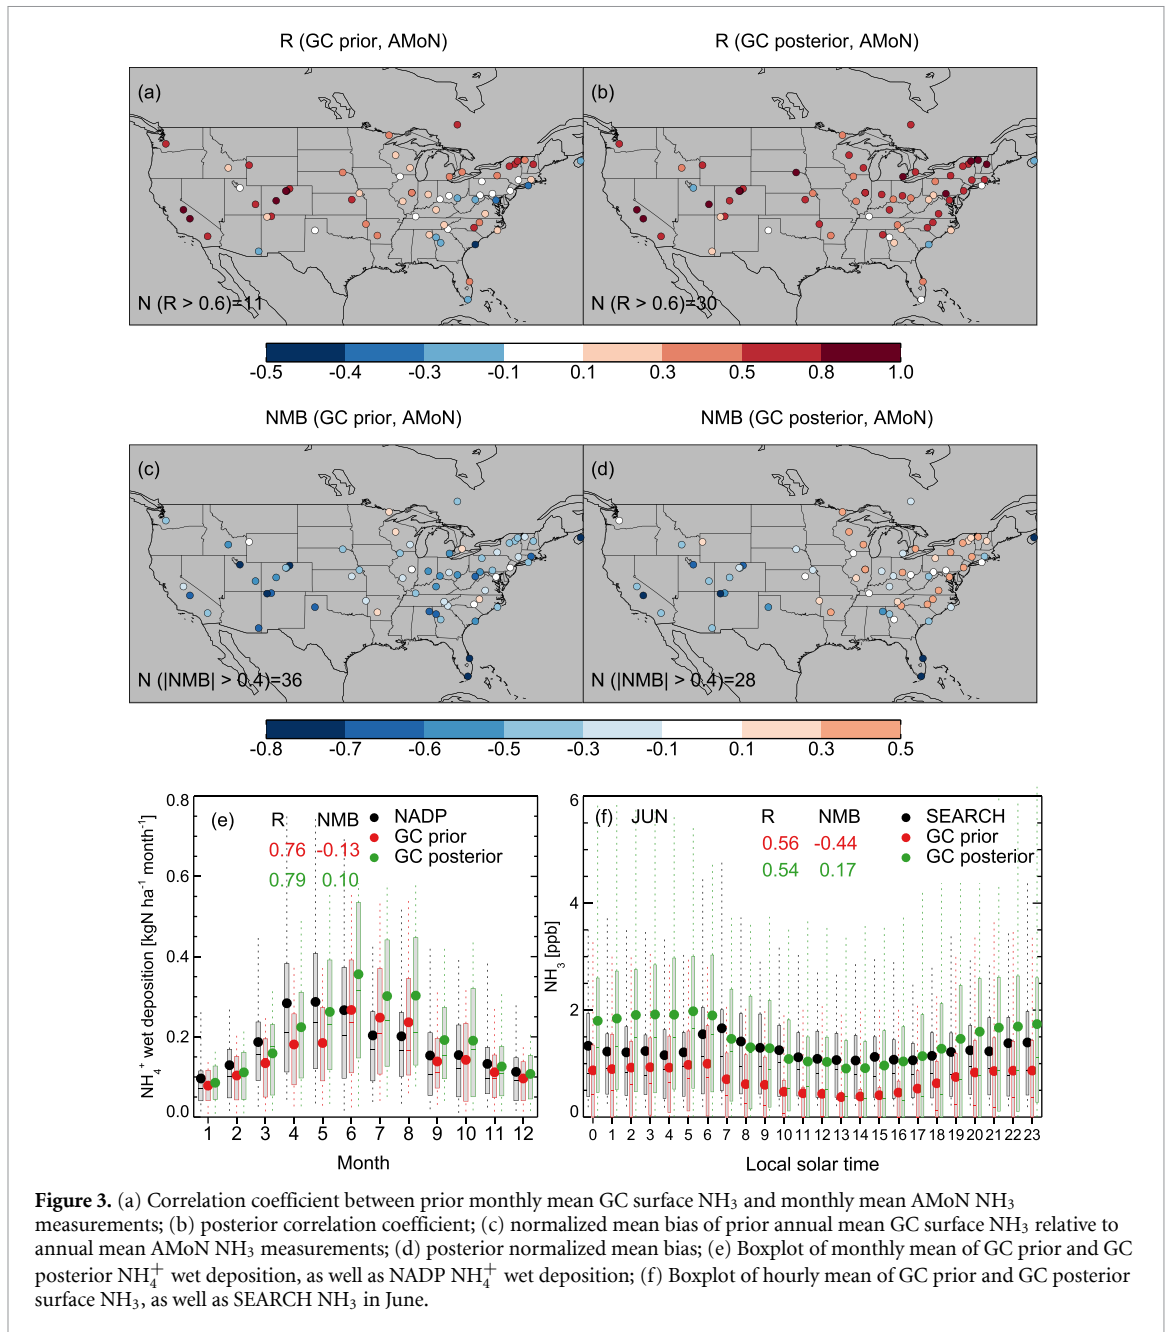 R (GC prior, AMoN)
R (GC posterior, AMoN)
(a)
(b)
N (R > 0.6)=11
N (R > 0.6)=30
-0.5 -0.4 -0.3 -0.1 0.1 0.3 0.5 0.8 1.0
NMB (GC prior, AMoN)
NMB (GC posterior, AMoN)
(c)
(d)
N (|NMB| > 0.4)=36
N (|NMB| > 0.4)=28
-0.8 -0.7 -0.6 -0.5 -0.3 -0.1 0.1 0.3 0.5
(e)
R NMB
0.76 -0.13
0.79 0.10
NADP
GC prior
GC posterior
NH₄⁺ wet deposition [kgN ha⁻¹ month⁻¹]
0.8
0.6
0.4
0.2
0.0
1 2 3 4 5 6 7 8 9 10 11 12
Month
(f) JUN
R NMB
0.56 -0.44
0.54 0.17
SEARCH
GC prior
GC posterior
NH₃ [ppb]
6
4
2
0
0 1 2 3 4 5 6 7 8 9 10 11 12 13 14 15 16 17 18 19 20 21 22 23
Local solar time
Figure 3. (a) Correlation coefficient between prior monthly mean GC surface NH₃ and monthly mean AMoN NH₃
measurements; (b) posterior correlation coefficient; (c) normalized mean bias of prior annual mean GC surface NH₃ relative to
annual mean AMoN NH₃ measurements; (d) posterior normalized mean bias; (e) Boxplot of monthly mean of GC prior and GC
posterior NH₄⁺ wet deposition, as well as NADP NH₄⁺ wet deposition; (f) Boxplot of hourly mean of GC prior and GC posterior
surface NH₃, as well as SEARCH NH₃ in June.